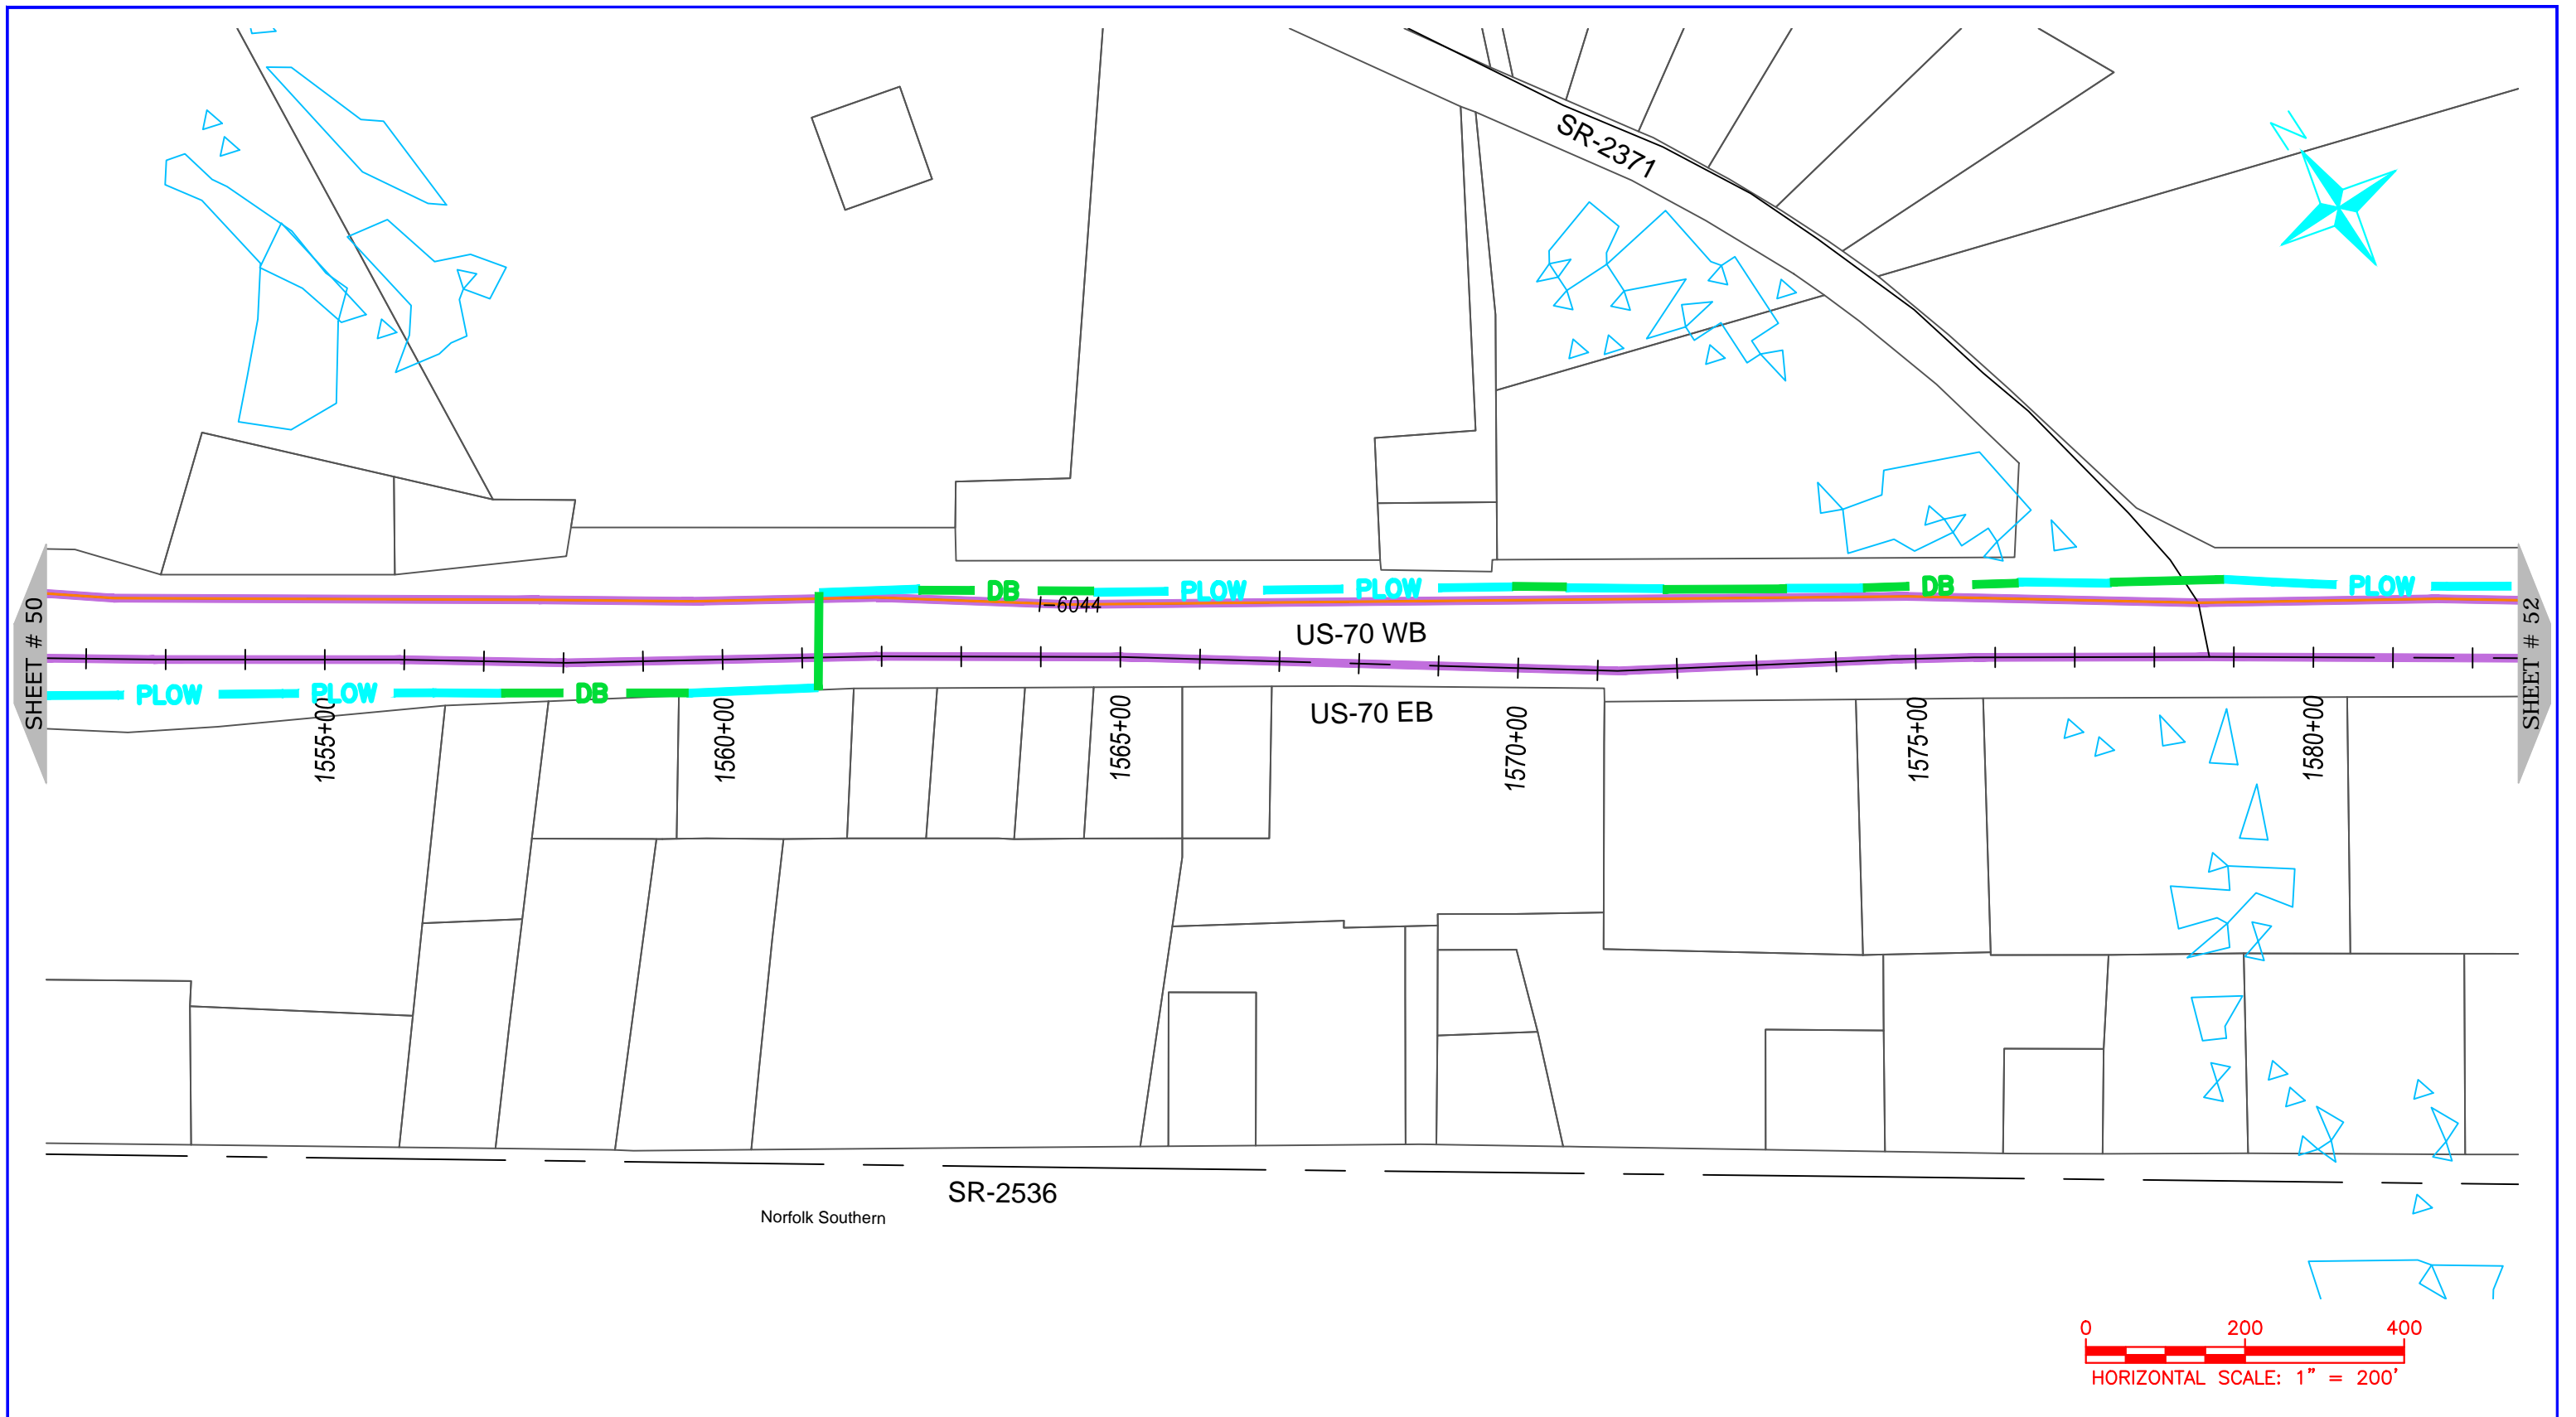 N
SR-2371
SHEET # 50
DB
PLOW
PLOW
DB
PLOW
I-6044
US-70 WB
SHEET # 52
PLOW
PLOW
DB
US-70 EB
1555+00
1560+00
1565+00
1570+00
1575+00
1580+00
SR-2536
Norfolk Southern
0 200 400
HORIZONTAL SCALE: 1" = 200'